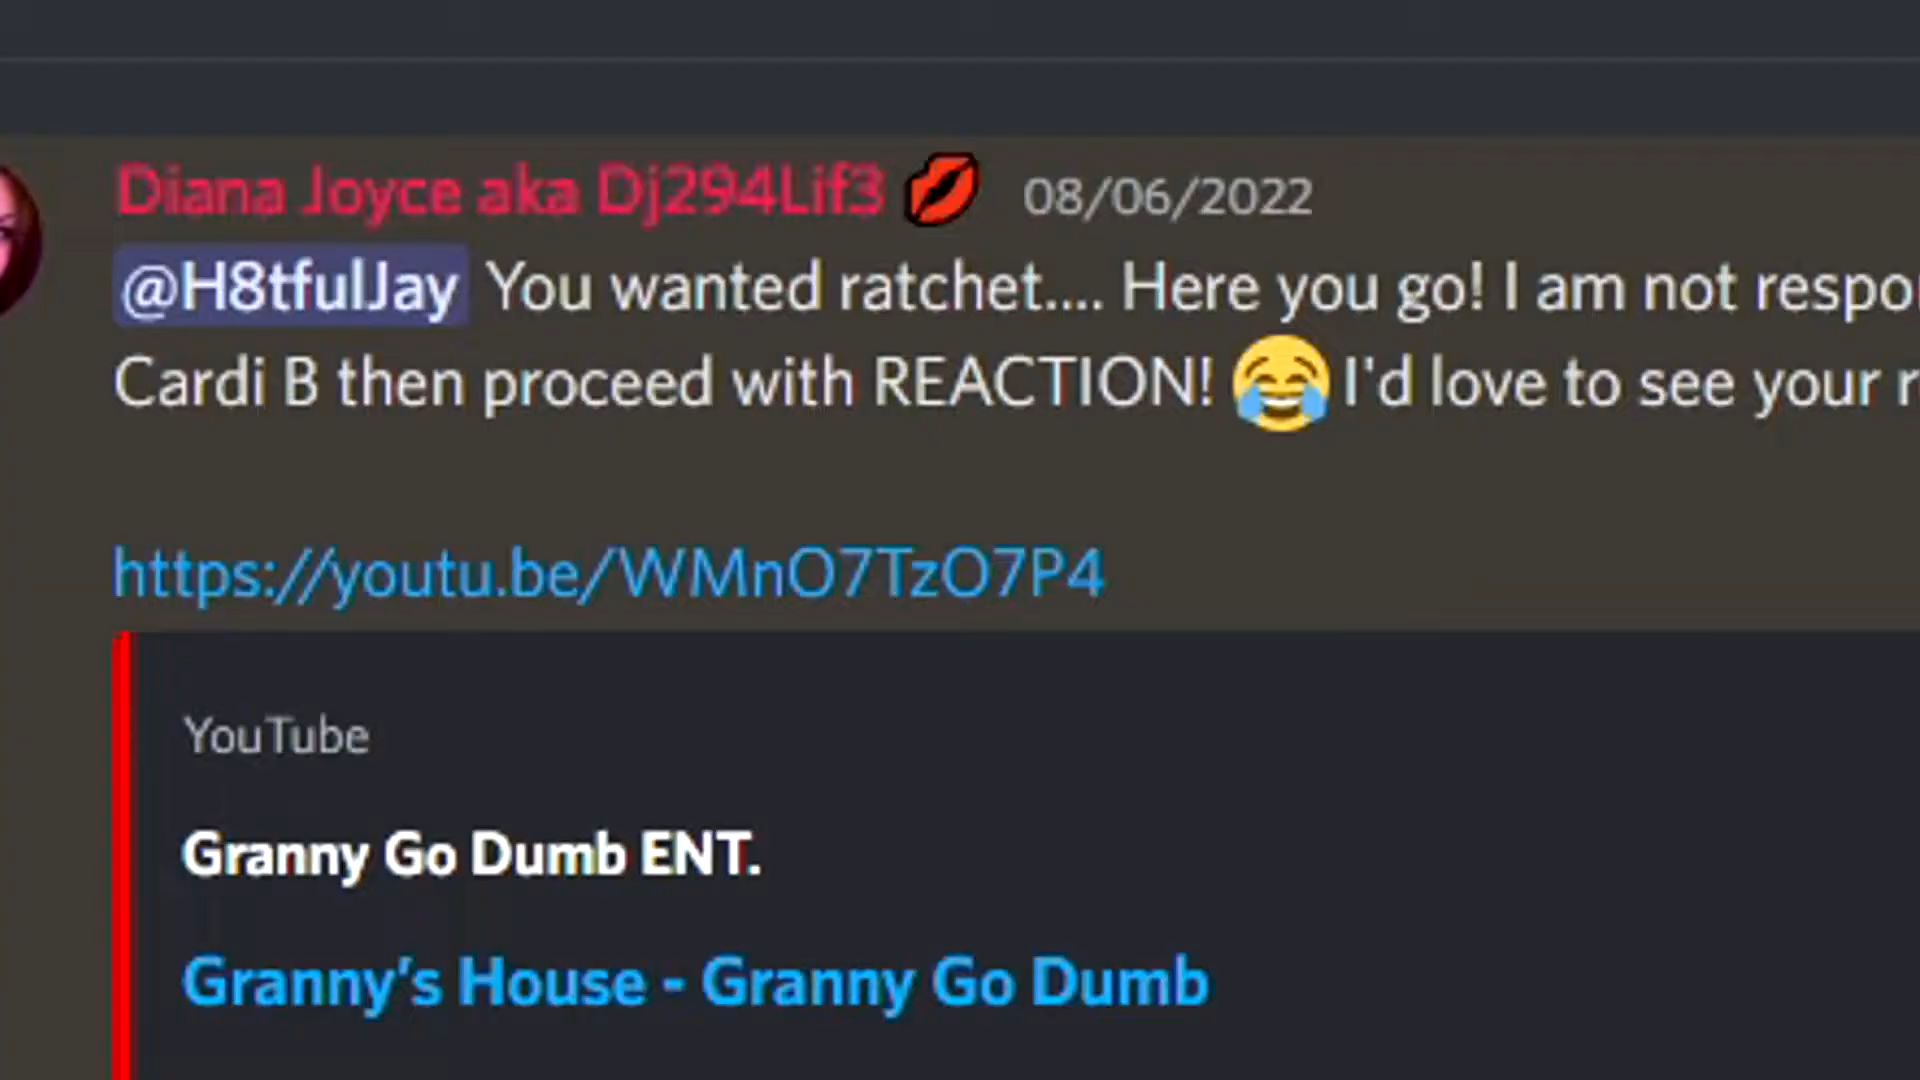 Diana Joyce aka Dj294Lif3 💋 08/06/2022
@H8tfulJay You wanted ratchet.... Here you go! I am not
Cardi B then proceed with REACTION! 😂 I'd love to see your
https://youtu.be/WMnO7TzO7P4
YouTube
Granny Go Dumb ENT.
Granny's House - Granny Go Dumb